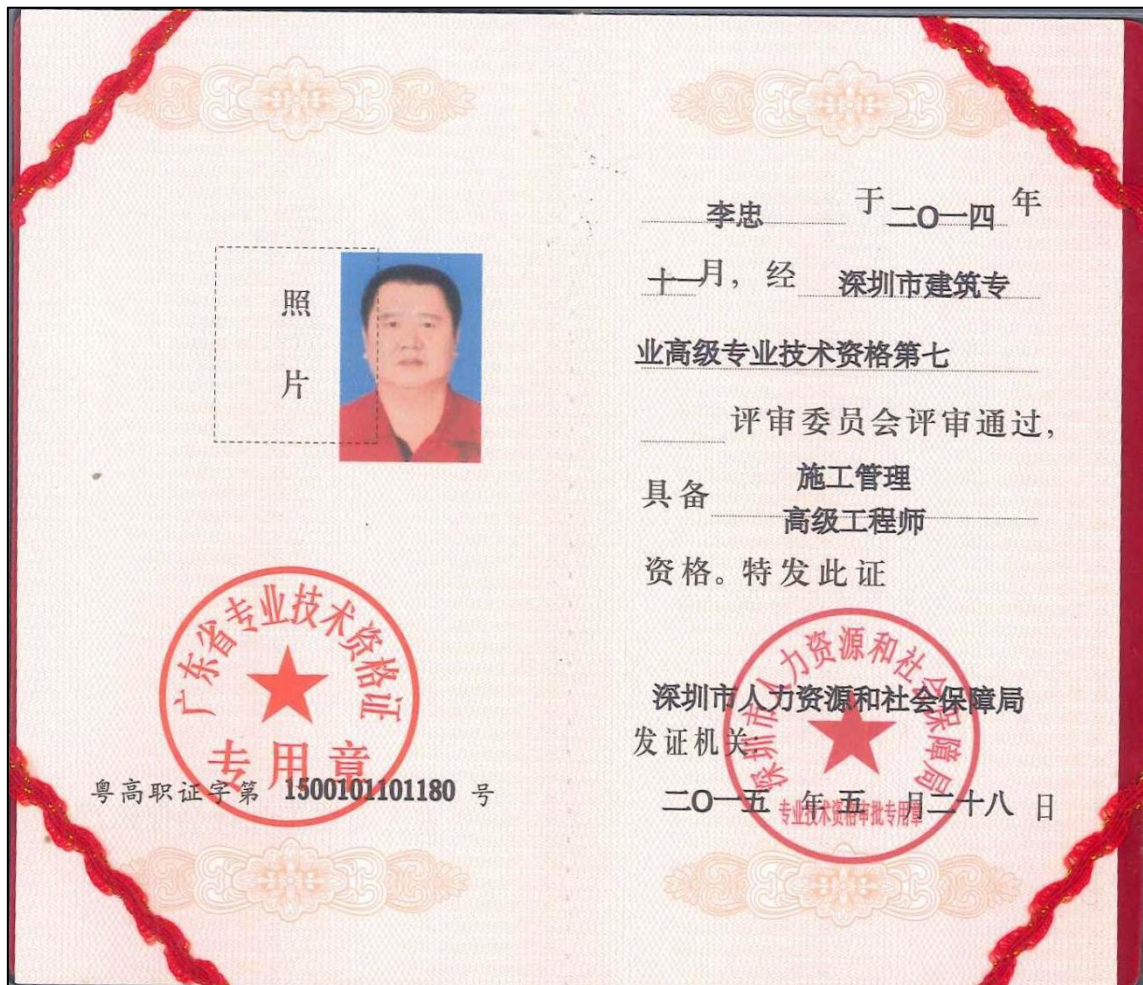 照
片
广东省专业技术资格证
专用章
粤高职证字第 1500101101180 号
李忠 于 二〇一四 年
十一月，经 深圳市建筑专
业高级专业技术资格第七
评审委员会评审通过，
具备 施工管理
高级工程师
资格。特发此证
深圳市人力资源和社会保障局
深圳市人力资源和社会保障局
发证机关：
二〇一五 年 五 月二十八 日
专业技术资格审批专用章